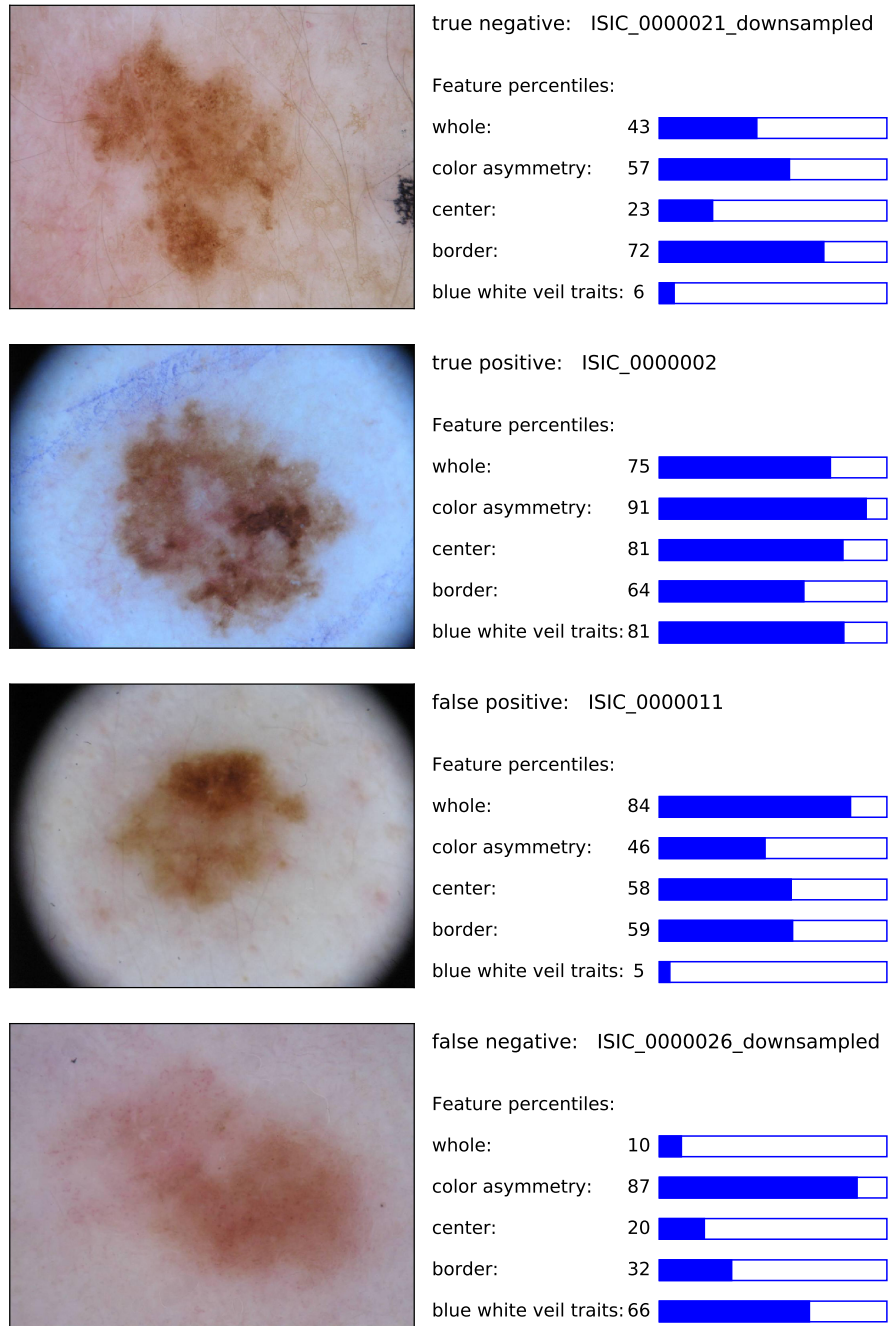 true negative: ISIC_0000021_downsampled
Feature percentiles:
whole: 43
color asymmetry: 57
center: 23
border: 72
blue white veil traits: 6
true positive: ISIC_0000002
Feature percentiles:
whole: 75
color asymmetry: 91
center: 81
border: 64
blue white veil traits: 81
false positive: ISIC_0000011
Feature percentiles:
whole: 84
color asymmetry: 46
center: 58
border: 59
blue white veil traits: 5
false negative: ISIC_0000026_downsampled
Feature percentiles:
whole: 10
color asymmetry: 87
center: 20
border: 32
blue white veil traits: 66